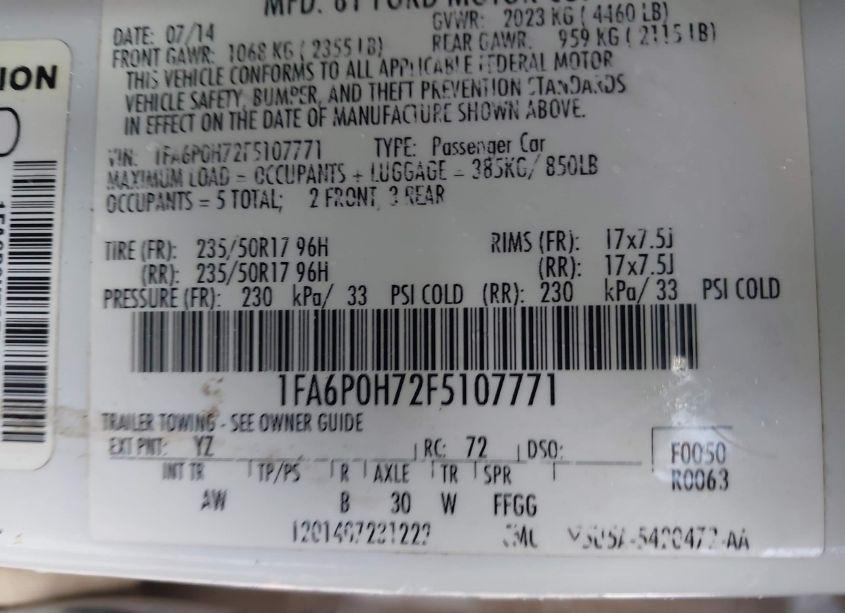 MFD. BY FORD MOTOR CO.
DATE: 07/14 GVWR: 2023 KG ( 4460 LB)
FRONT GAWR: 1068 KG ( 2355 LB) REAR GAWR: 959 KG ( 2115 LB)
THIS VEHICLE CONFORMS TO ALL APPLICABLE FEDERAL MOTOR
VEHICLE SAFETY, BUMPER, AND THEFT PREVENTION STANDARDS
IN EFFECT ON THE DATE OF MANUFACTURE SHOWN ABOVE.
VIN: 1FA6P0H72F5107771 TYPE: Passenger Car
MAXIMUM LOAD = OCCUPANTS + LUGGAGE = 385KG/ 850LB
OCCUPANTS = 5 TOTAL; 2 FRONT, 3 REAR
TIRE (FR): 235/50R17 96H RIMS (FR): 17x7.5J
(RR): 235/50R17 96H (RR): 17x7.5J
PRESSURE (FR): 230 kPa/ 33 PSI COLD (RR): 230 kPa/ 33 PSI COLD
1FA6P0H72F5107771
TRAILER TOWING - SEE OWNER GUIDE
EXT PNT: YZ RC: 72 DSO:
INT TR TP/PS R AXLE TR SPR
AW B 30 W FFGG
F0050
R0063
ION